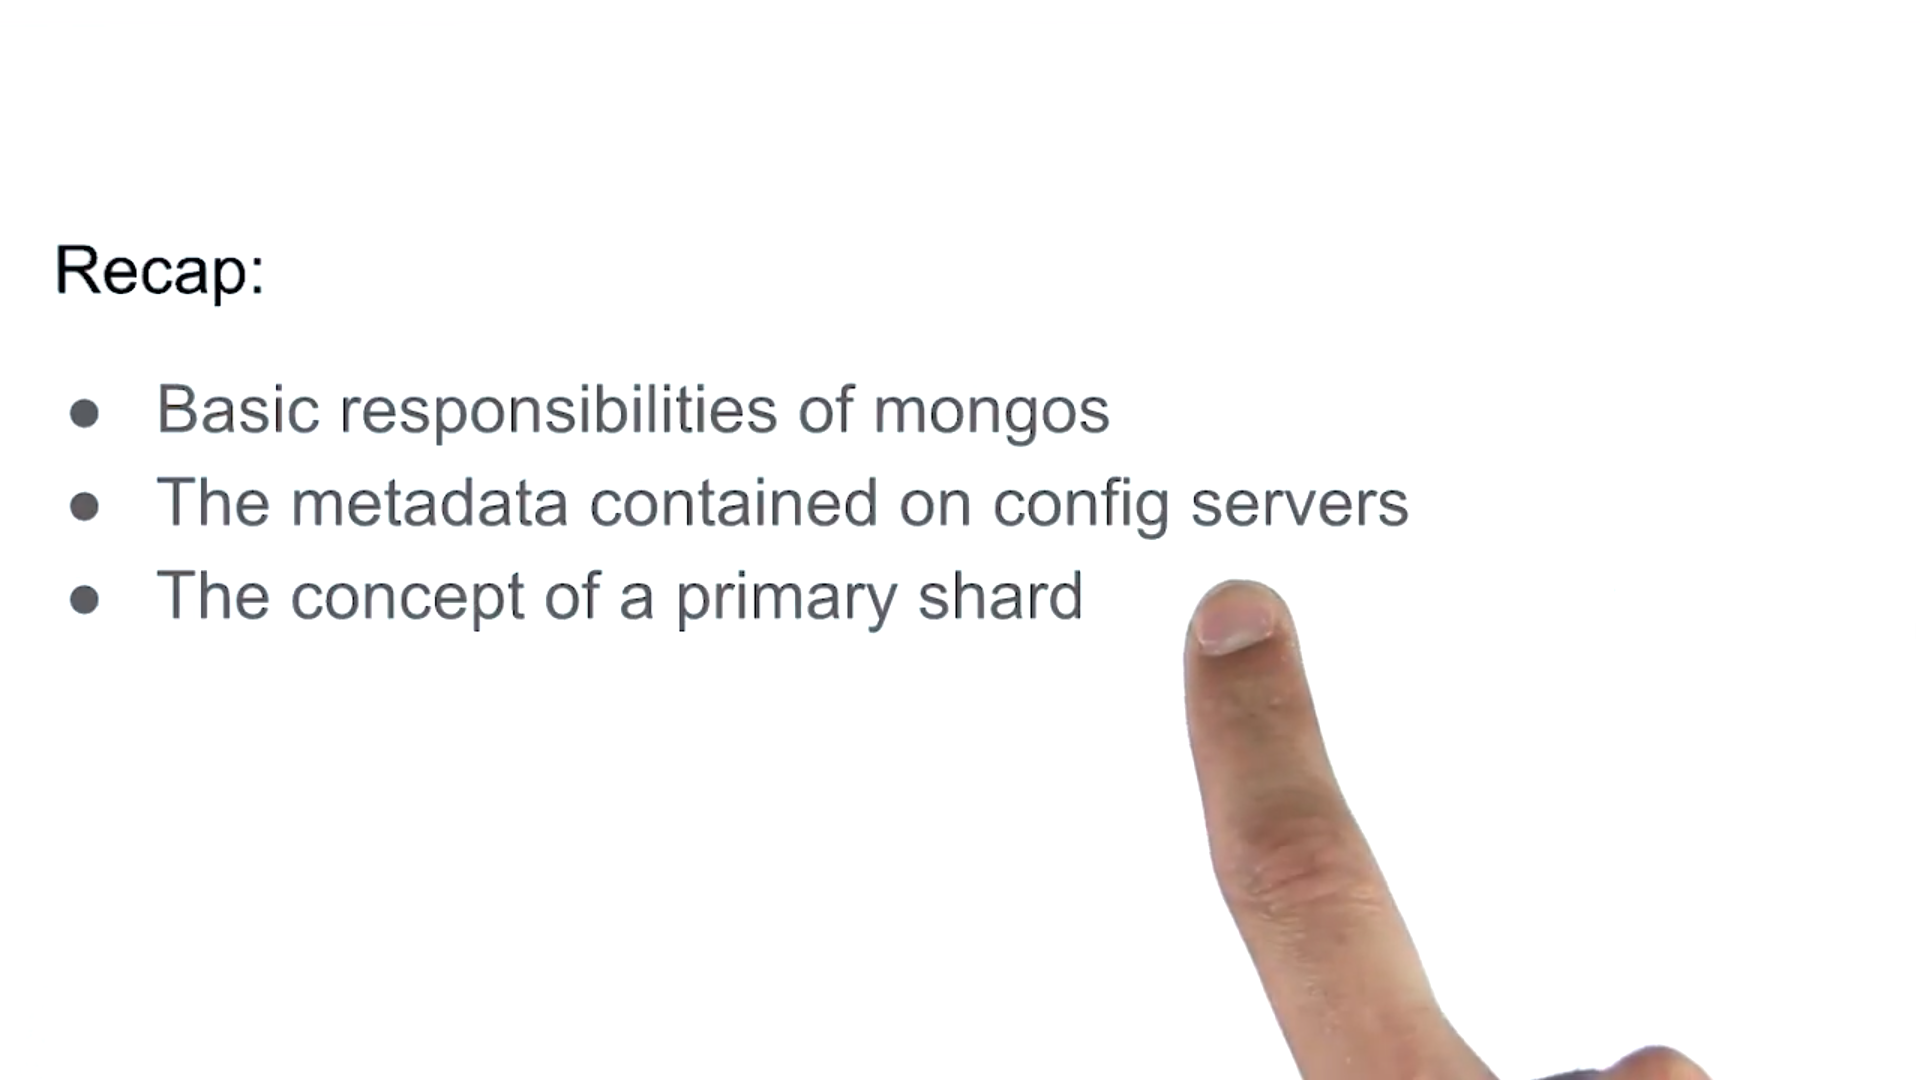 Recap:
● Basic responsibilities of mongos
● The metadata contained on config servers
● The concept of a primary shard